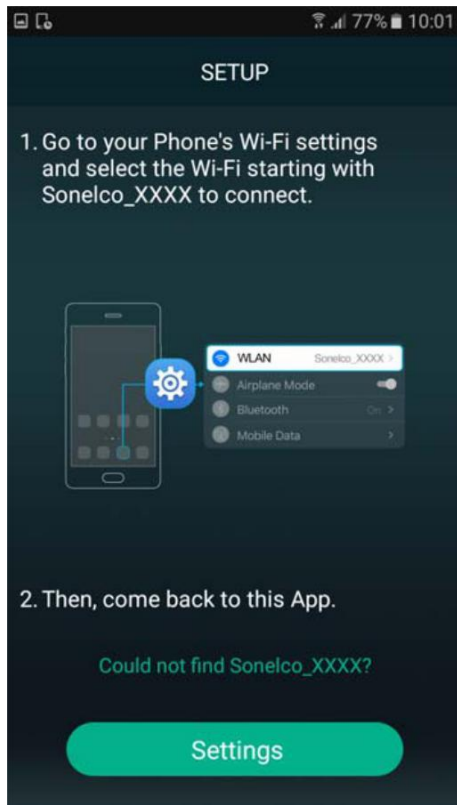 77% 10:01
SETUP
1. Go to your Phone's Wi-Fi settings
and select the Wi-Fi starting with
Sonelco_XXXX to connect.
WLAN Sonelco_XXXX >
Airplane Mode
Bluetooth On >
Mobile Data >
2. Then, come back to this App.
Could not find Sonelco_XXXX?
Settings